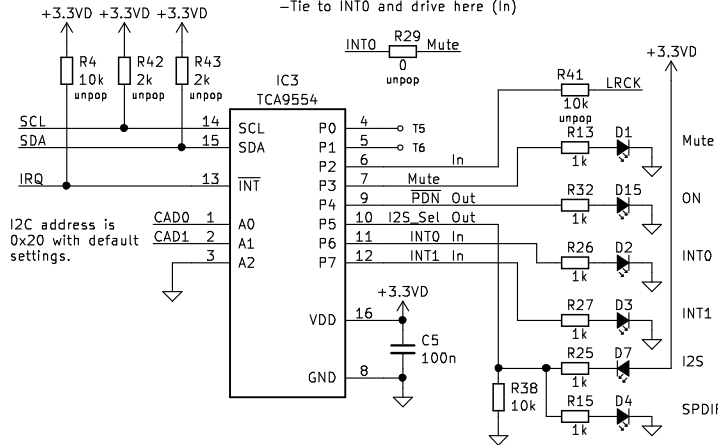 -Tie to INT0 and drive here (In)
+3.3VD +3.3VD +3.3VD
R29
INT0 Mute
0
unpop
+3.3VD
R4 R42 R43
10k 2k 2k
unpop unpop unpop
IC3
TCA9554
R41 LRCK
10k
unpop
SCL 14 SCL P0 4 T5
SDA 15 SDA P1 5 T6
P2 6 In
IRQ 13 INT P3 7 Mute
P4 9 PDN Out
CAD0 1 A0 P5 10 I2S_Sel Out
CAD1 2 A1 P6 11 INT0 In
3 A2 P7 12 INT1 In
I2C address is
0x20 with default
settings.
R13 D1 Mute
1k
R32 D15 ON
1k
R26 D2 INT0
1k
R27 D3 INT1
1k
+3.3VD
VDD 16
C5
100n
GND 8
R25 D7 I2S
1k
R38
10k
R15 D4 SPDIF
1k